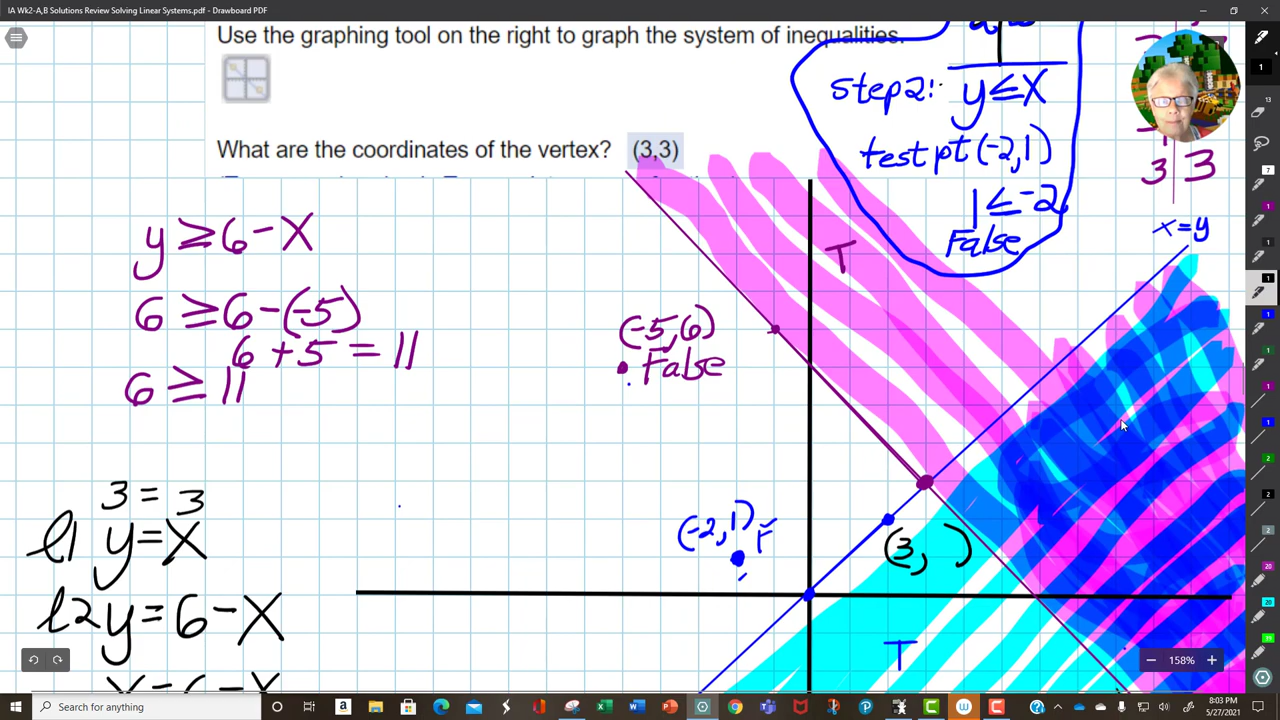 IA Wk2-A,B Solutions Review Solving Linear Systems.pdf - Drawboard PDF
Use the graphing tool on the right to graph the system of inequalities.
What are the coordinates of the vertex? (3,3)
step2: y≤x
test pt (-2,1)
1≤-2
False
3 3
x=y
y≥6-x
6≥6-(-5)
6+5=11
6≥11
T
(-5,6)
False
(-2,1) F
(3, )
T
3=3
l1 y=x
l2 y=6-x
x=6-x
158%
Search for anything
8:03 PM
5/27/2021